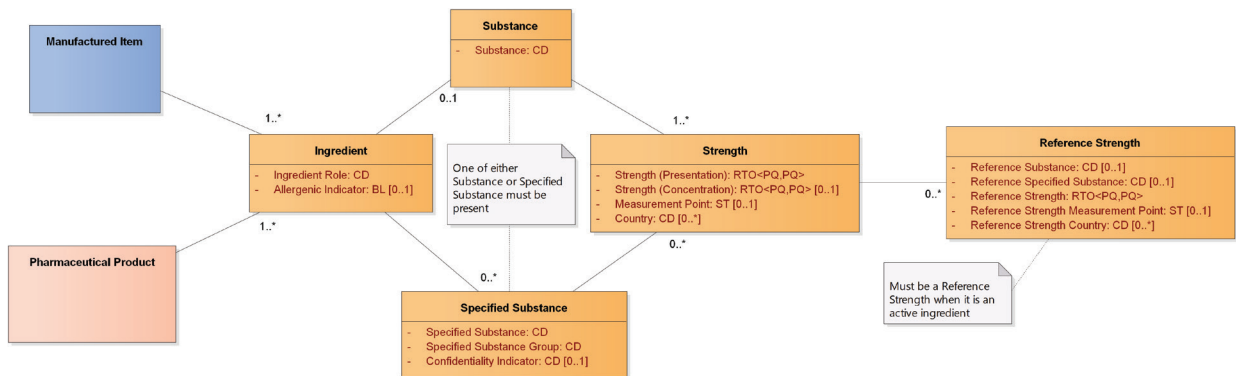 Manufactured Item
Substance
- Substance: CD
0..1
1..*
1..*
Ingredient
- Ingredient Role: CD
- Allergenic Indicator: BL [0..1]
One of either
Substance or Specified
Substance must be
present
Strength
- Strength (Presentation): RTO<PQ,PQ>
- Strength (Concentration): RTO<PQ,PQ> [0..1]
- Measurement Point: ST [0..1]
- Country: CD [0..*]
Reference Strength
- Reference Substance: CD [0..1]
- Reference Specified Substance: CD [0..1]
- Reference Strength: RTO<PQ,PQ>
- Reference Strength Measurement Point: ST [0..1]
- Reference Strength Country: CD [0..*]
0..*
1..*
0..*
Pharmaceutical Product
0..*
Must be a Reference
Strength when it is an
active ingredient
Specified Substance
- Specified Substance: CD
- Specified Substance Group: CD
- Confidentiality Indicator: CD [0..1]